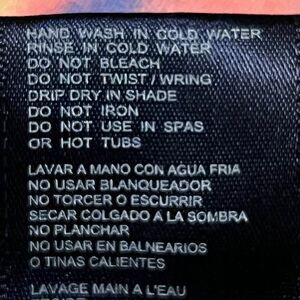 HAND WASH IN COLD WATER
RINSE IN COLD WATER
DO NOT BLEACH
DO NOT TWIST / WRING
DRIP DRY IN SHADE
DO NOT IRON
DO NOT USE IN SPAS
OR HOT TUBS
LAVAR A MANO CON AGUA FRIA
NO USAR BLANQUEADOR
NO TORCER O ESCURRIR
SECAR COLGADO A LA SOMBRA
NO PLANCHAR
NO USAR EN BALNEARIOS
O TINAS CALIENTES
LAVAGE MAIN A L'EAU